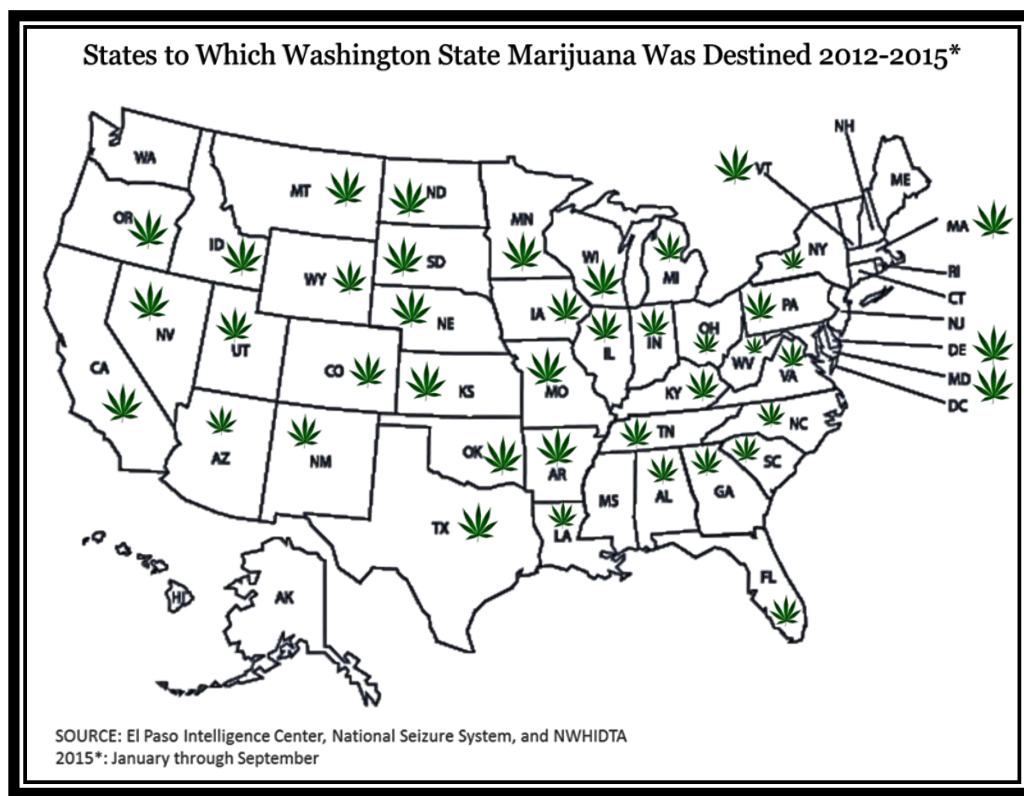 States to Which Washington State Marijuana Was Destined 2012-2015*
NH
WA
VT
ME
MT
ND
OR
MN
MA
ID
WI
NY
SD
RI
WY
MI
CT
IA
PA
NE
NJ
NV
OH
UT
IL
IN
DE
WV
CA
CO
VA
MD
KS
MO
KY
DC
NC
TN
OK
AZ
NM
SC
AR
GA
AL
MS
TX
LA
FL
HI
AK
SOURCE: El Paso Intelligence Center, National Seizure System, and NWHIDTA
2015*: January through September